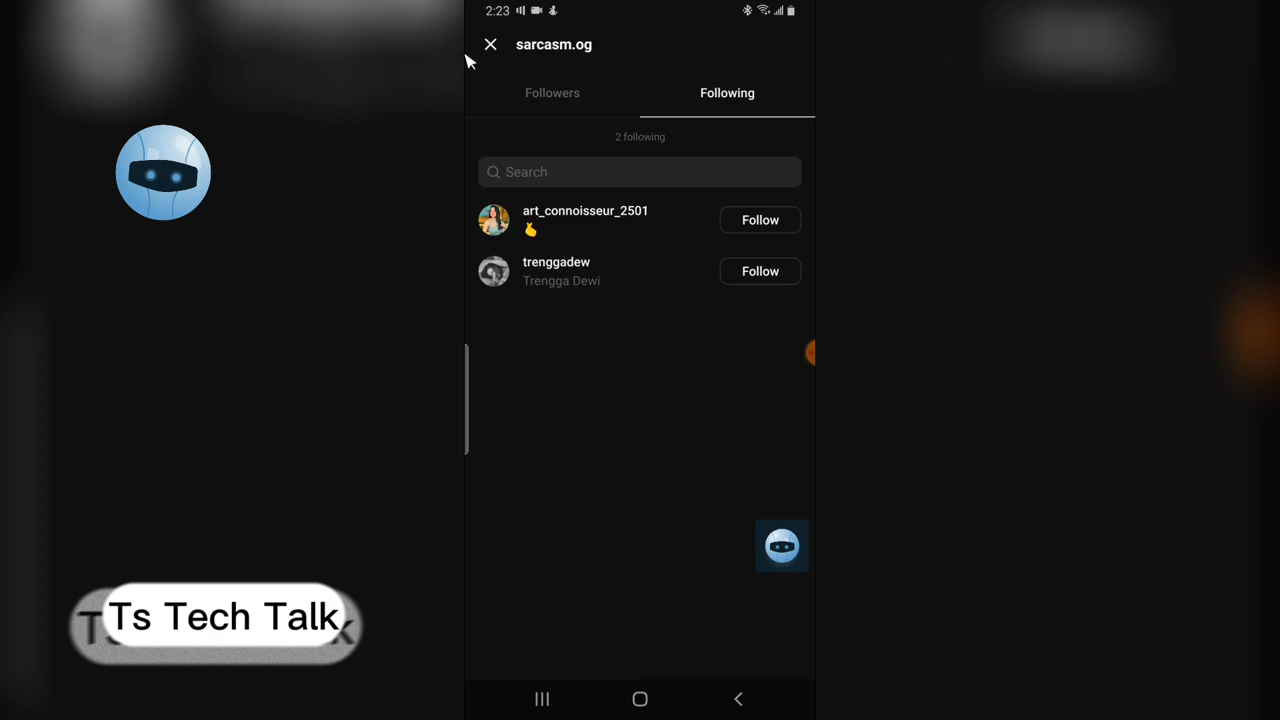 2:23
sarcasm.og
Followers
Following
2 following
Search
art_connoisseur_2501
Follow
trenggadew
Trengga Dewi
Follow
Ts Tech Talk